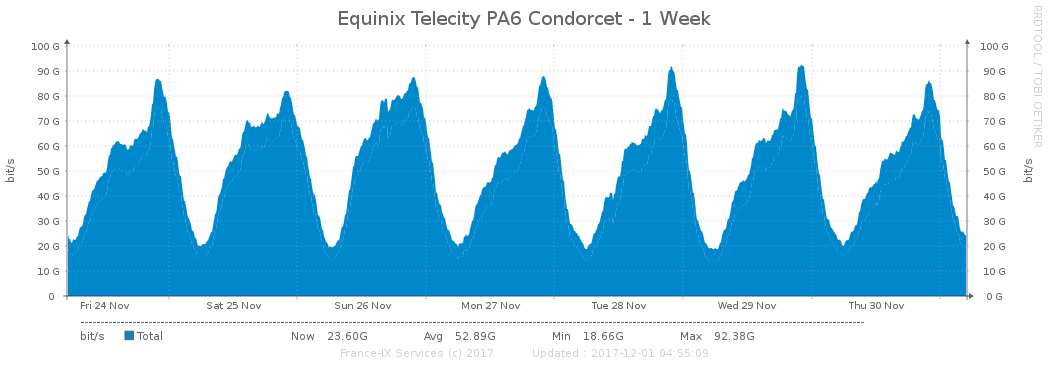 Equinix Telecity PA6 Condorcet - 1 Week
RRDTOOL / TOBI OETIKER
bit/s
100 G 100 G
90 G 90 G
80 G 80 G
70 G 70 G
60 G 60 G
50 G 50 G
40 G 40 G
30 G 30 G
20 G 20 G
10 G 10 G
0 0 G
bit/s
Fri 24 Nov Sat 25 Nov Sun 26 Nov Mon 27 Nov Tue 28 Nov Wed 29 Nov Thu 30 Nov
bit/s Total Now 23.60G Avg 52.89G Min 18.66G Max 92.38G
France-IX Services (c) 2017 Updated : 2017-12-01 04:55:09